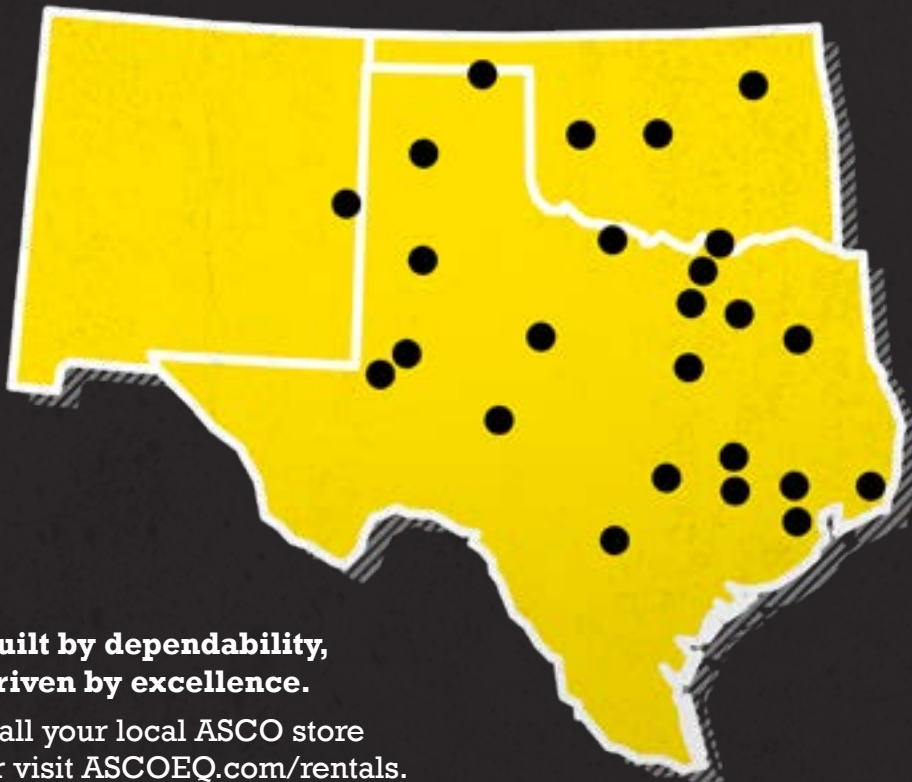 uilt by dependability,
riven by excellence.
all your local ASCO store
r visit ASCOEQ.com/rentals.